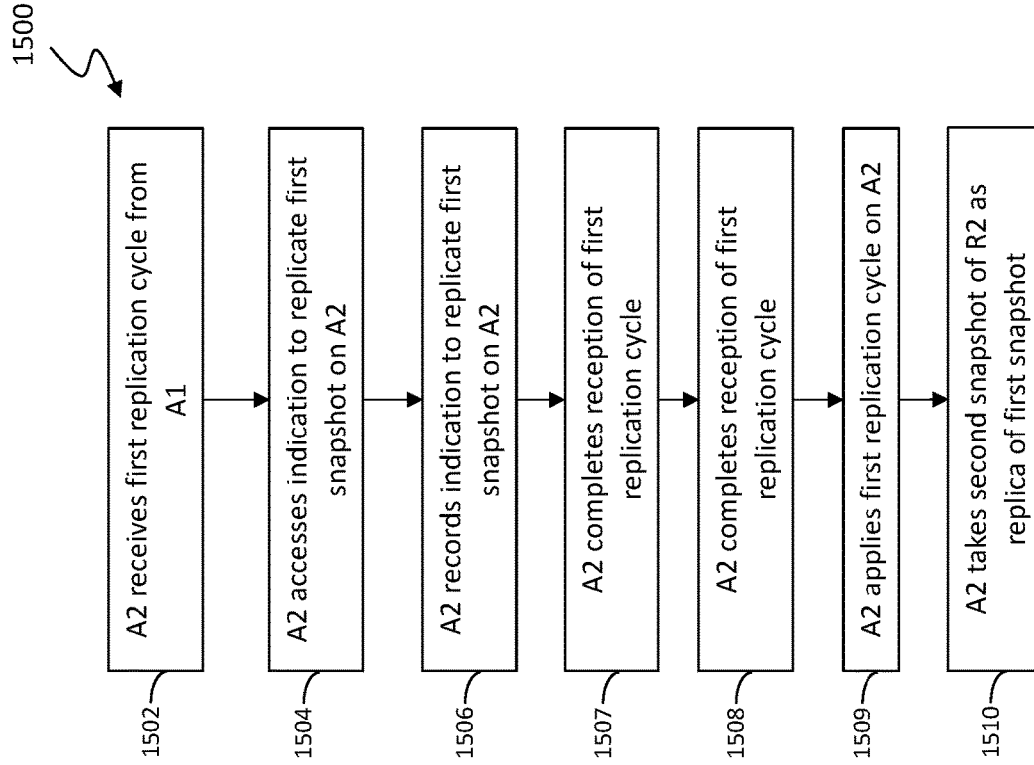 1500
1502
A2 receives first replication cycle from
A1
1504
A2 accesses indication to replicate first
snapshot on A2
1506
A2 records indication to replicate first
snapshot on A2
1507
A2 completes reception of first
replication cycle
1508
A2 completes reception of first
replication cycle
1509
A2 applies first replication cycle on A2
1510
A2 takes second snapshot of R2 as
replica of first snapshot